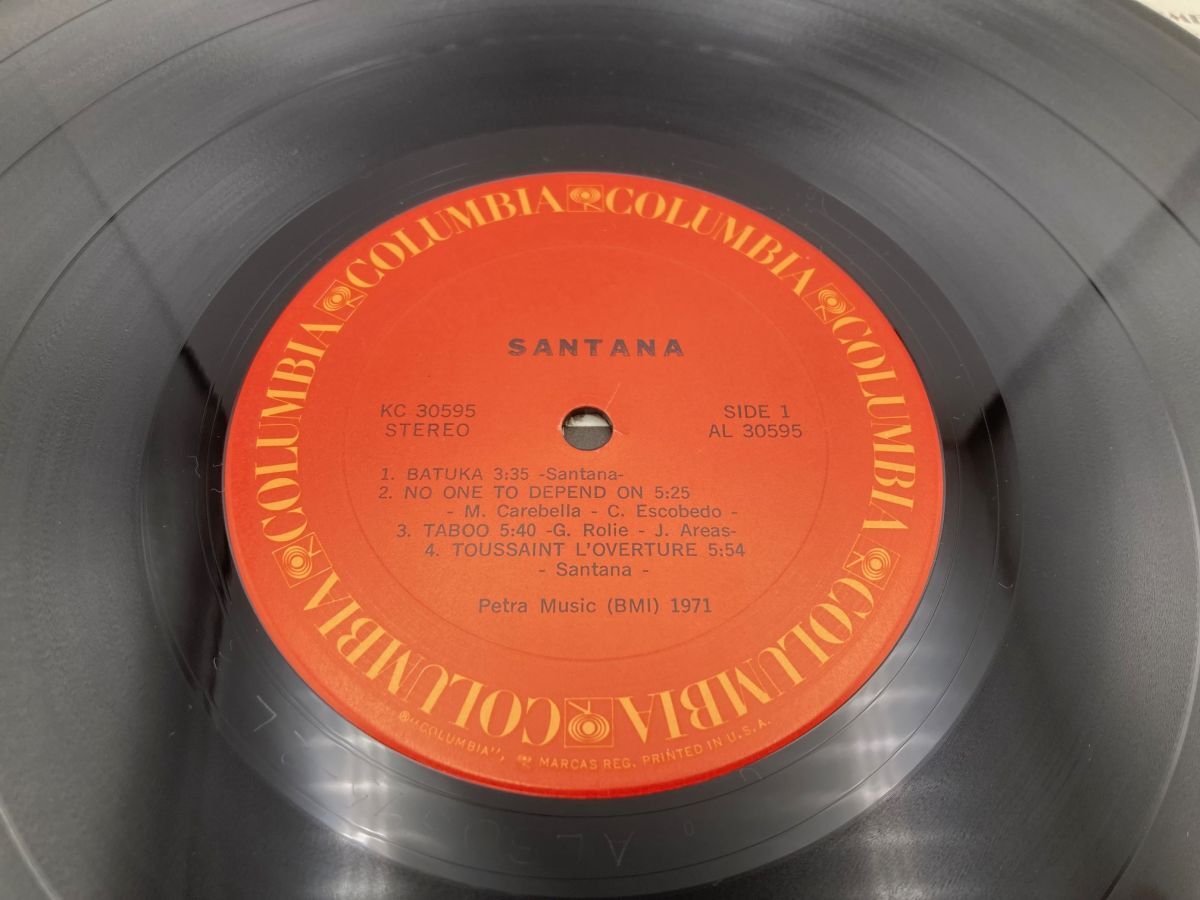 COLUMBIA COLUMBIA COLUMBIA COLUMBIA COLUMBIA COLUMBIA
SANTANA
KC 30595
STEREO
SIDE 1
AL 30595
1. BATUKA 3:35 -Santana-
2. NO ONE TO DEPEND ON 5:25
- M. Carebella - C. Escobedo -
3. TABOO 5:40 -G. Rolie - J. Areas-
4. TOUSSAINT L'OVERTURE 5:54
- Santana -
Petra Music (BMI) 1971
®"COLUMBIA", MARCAS REG. PRINTED IN U.S.A.